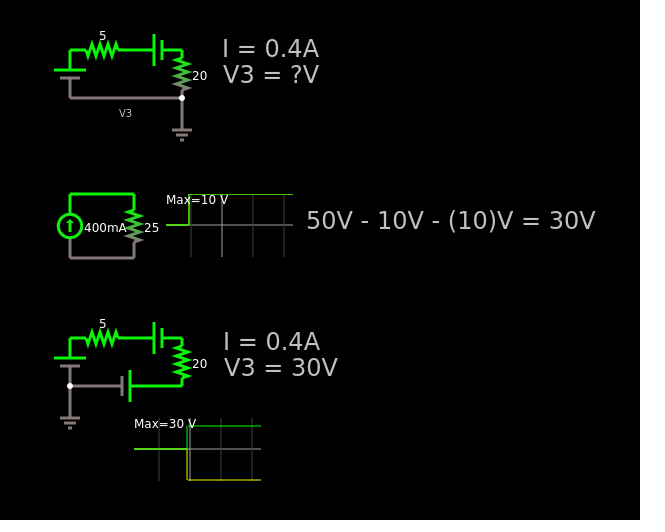 5
I = 0.4A
V3 = ?V
20
V3
Max=10 V
400mA
25
50V - 10V - (10)V = 30V
5
I = 0.4A
V3 = 30V
20
Max=30 V